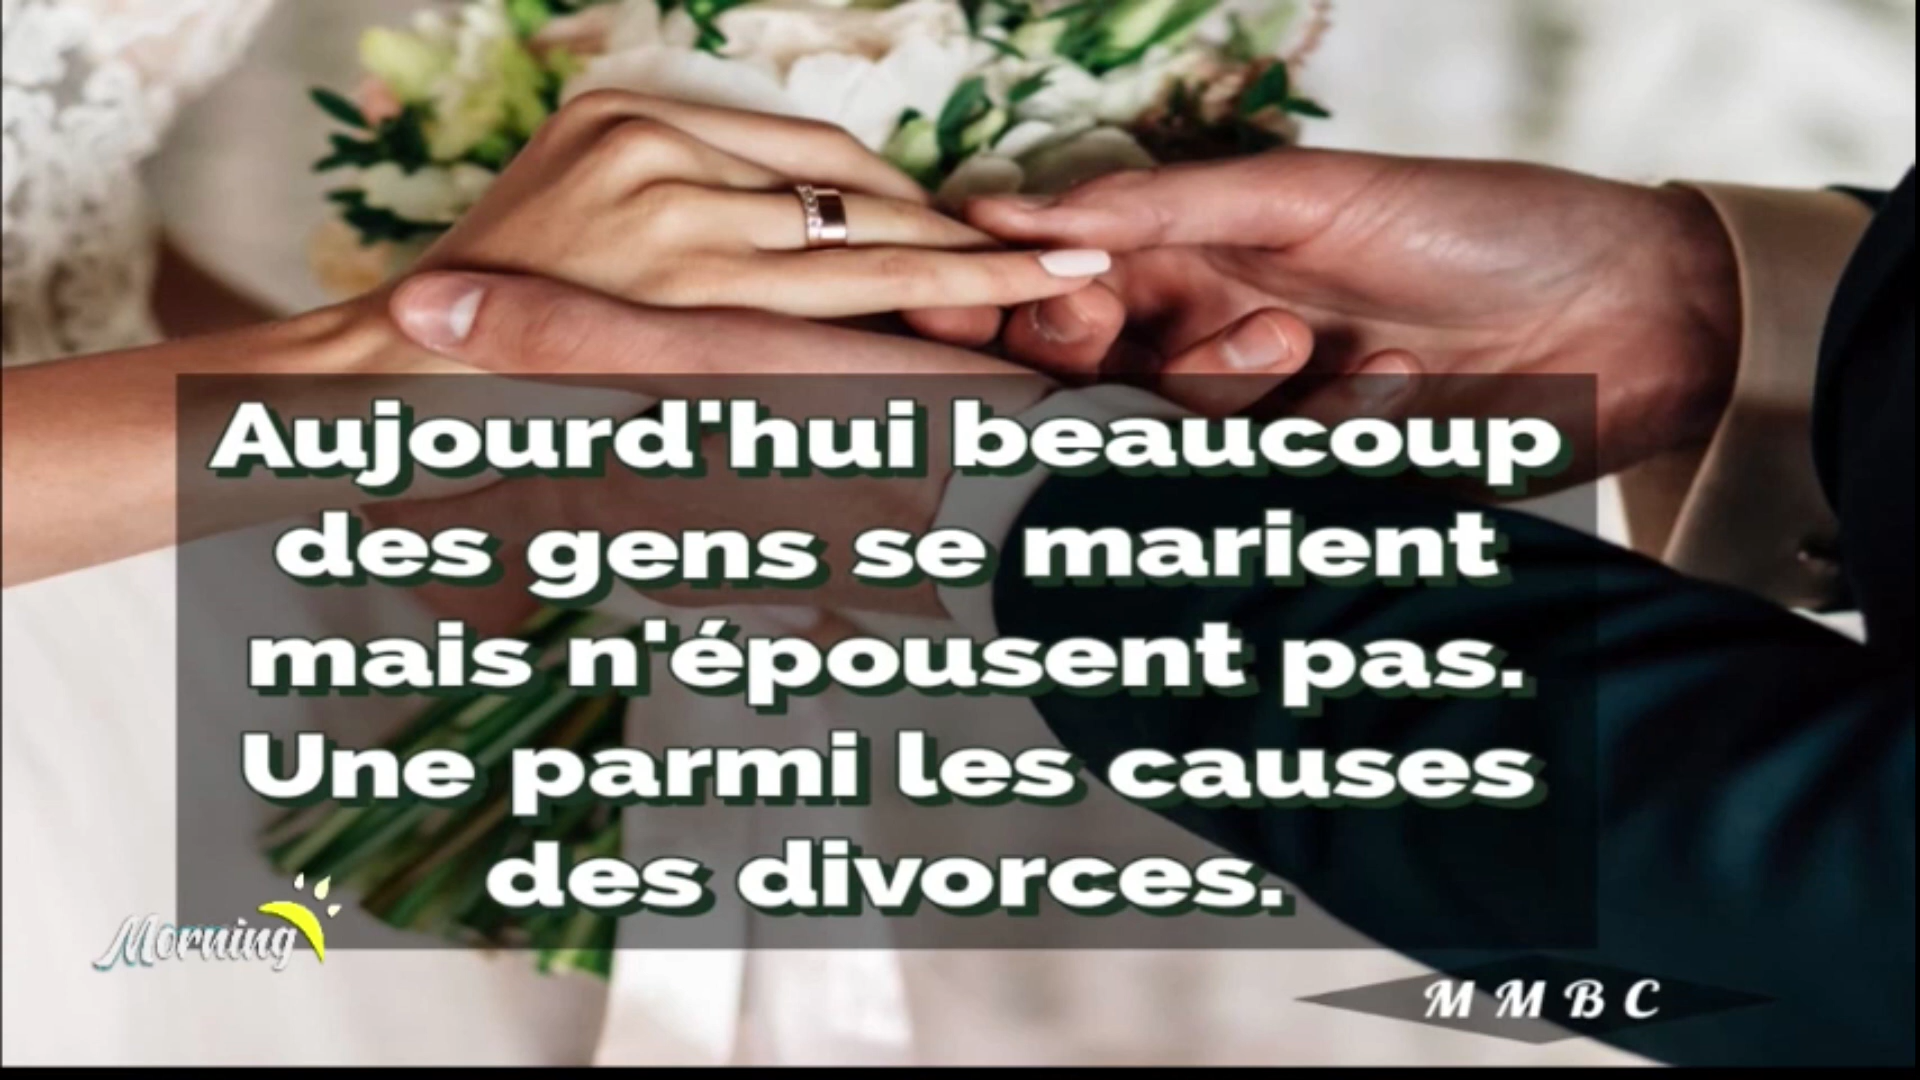 Aujourd'hui beaucoup
des gens se marient
mais n'épousent pas.
Une parmi les causes
des divorces.
Morning
M M B C